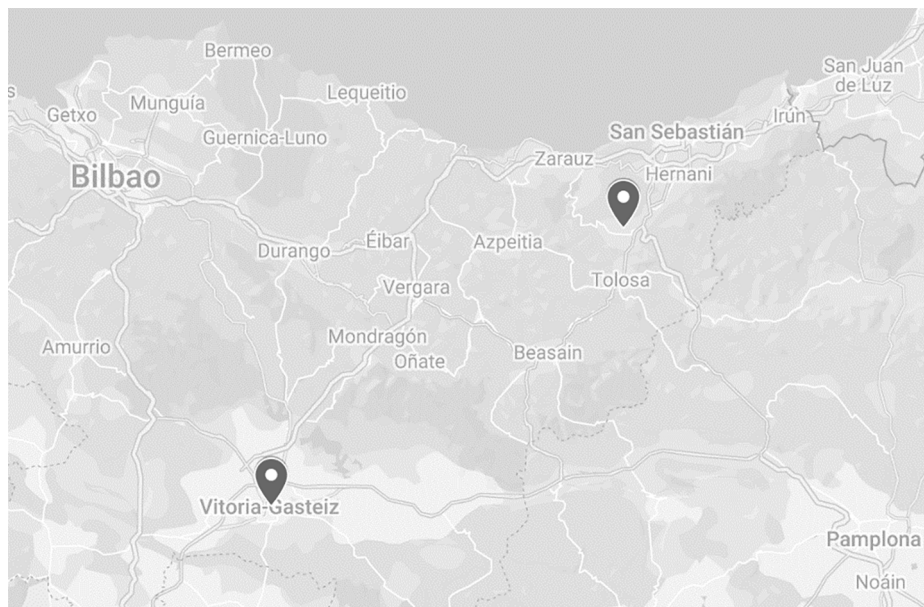 Bermeo
San Juan
de Luz
s
Lequeitio
Munguía
Getxo
Irún
San Sebastián
Guernica-Luno
Zarauz
Hernani
Bilbao
Éibar
Azpeitia
Durango
Tolosa
Vergara
Mondragón
Amurrio
Beasain
Oñate
Vitoria-Gasteiz
Pamplona
Noáin